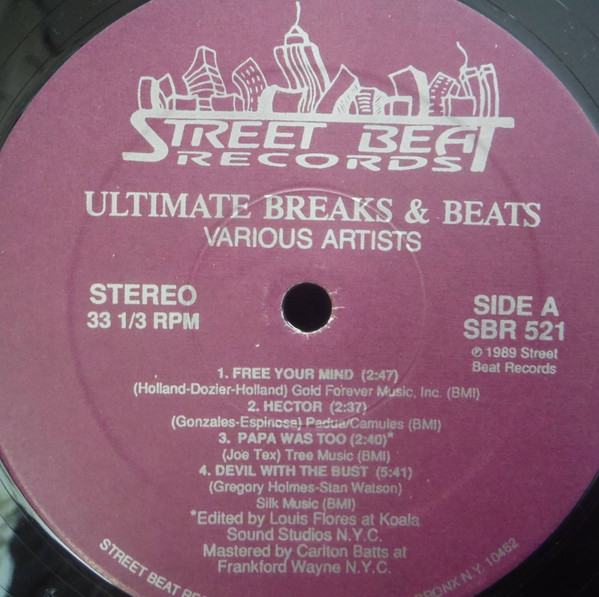 STREET BEAT
RECORDS
ULTIMATE BREAKS & BEATS
VARIOUS ARTISTS
STEREO
33 1/3 RPM
SIDE A
SBR 521
℗ 1989 Street
Beat Records
1. FREE YOUR MIND (2:47)
(Holland-Dozier-Holland) Gold Forever Music, Inc. (BMI)
2. HECTOR (2:37)
(Gonzales-Espinose) Padua/Camules (BMI)
3. PAPA WAS TOO (2:40)*
(Joe Tex) Tree Music (BMI)
4. DEVIL WITH THE BUST (5:41)
(Gregory Holmes-Stan Watson)
Silk Music (BMI)
*Edited by Louis Flores at Koala
Sound Studios N.Y.C.
Mastered by Carlton Batts at
Frankford Wayne N.Y.C.
STREET BEAT
BRONX N.Y. 10462